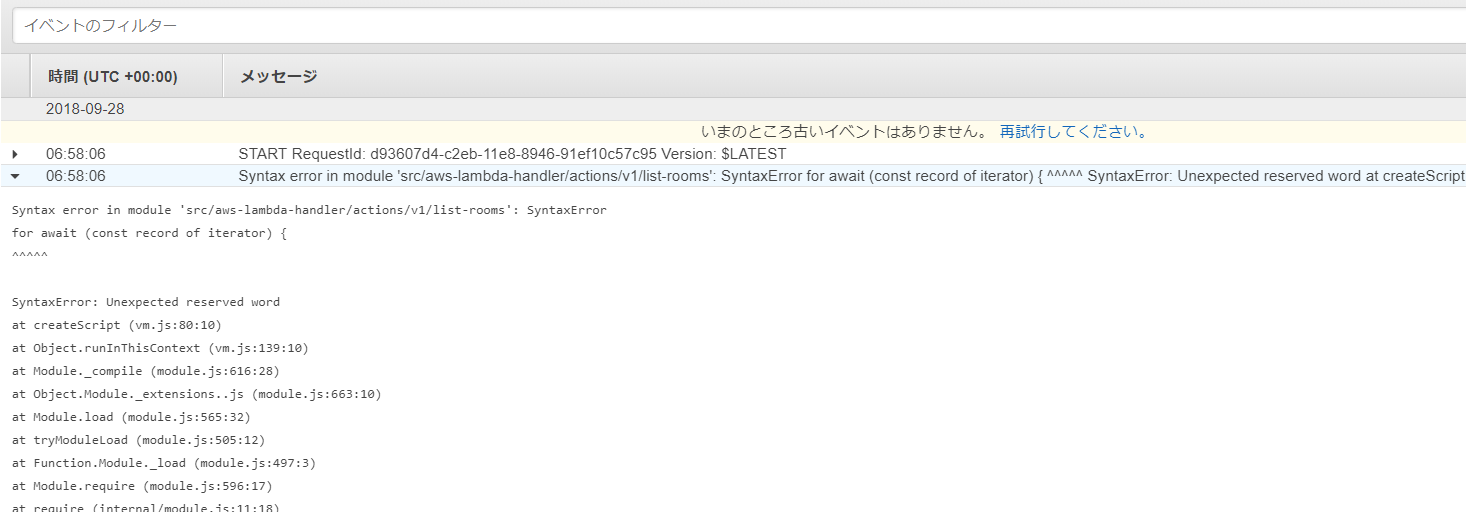 イベントのフィルター
時間 (UTC +00:00) メッセージ
2018-09-28
いまのところ古いイベントはありません。 再試行してください。
06:58:06 START RequestId: d93607d4-c2eb-11e8-8946-91ef10c57c95 Version: $LATEST
06:58:06 Syntax error in module 'src/aws-lambda-handler/actions/v1/list-rooms': SyntaxError for await (const record of iterator) { ^^^^^ SyntaxError: Unexpected reserved word at createScript
Syntax error in module 'src/aws-lambda-handler/actions/v1/list-rooms': SyntaxError
for await (const record of iterator) {
^^^^^
SyntaxError: Unexpected reserved word
at createScript (vm.js:80:10)
at Object.runInThisContext (vm.js:139:10)
at Module._compile (module.js:616:28)
at Object.Module._extensions..js (module.js:663:10)
at Module.load (module.js:565:32)
at tryModuleLoad (module.js:505:12)
at Function.Module._load (module.js:497:3)
at Module.require (module.js:596:17)
at require (internal/module.js:11:18)